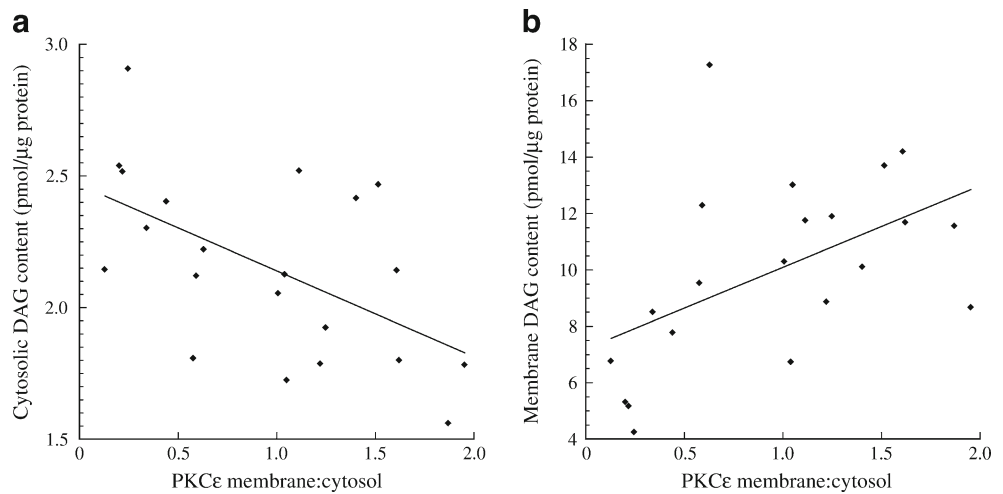 a
3.0
2.5
2.0
1.5
Cytosolic DAG content (pmol/μg protein)
0 0.5 1.0 1.5 2.0
PKCε membrane:cytosol
b
18
16
14
12
10
8
6
4
Membrane DAG content (pmol/μg protein)
0 0.5 1.0 1.5 2.0
PKCε membrane:cytosol